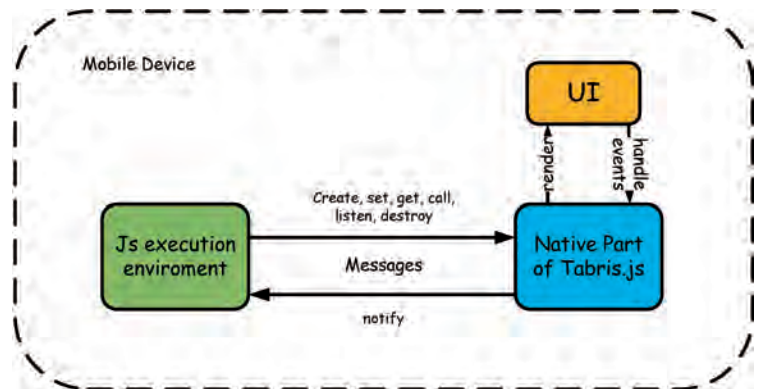 Mobile Device
UI
render
handle
events
Create, set, get, call,
listen, destroy
Js execution
enviroment
Messages
Native Part
of Tabris.js
notify